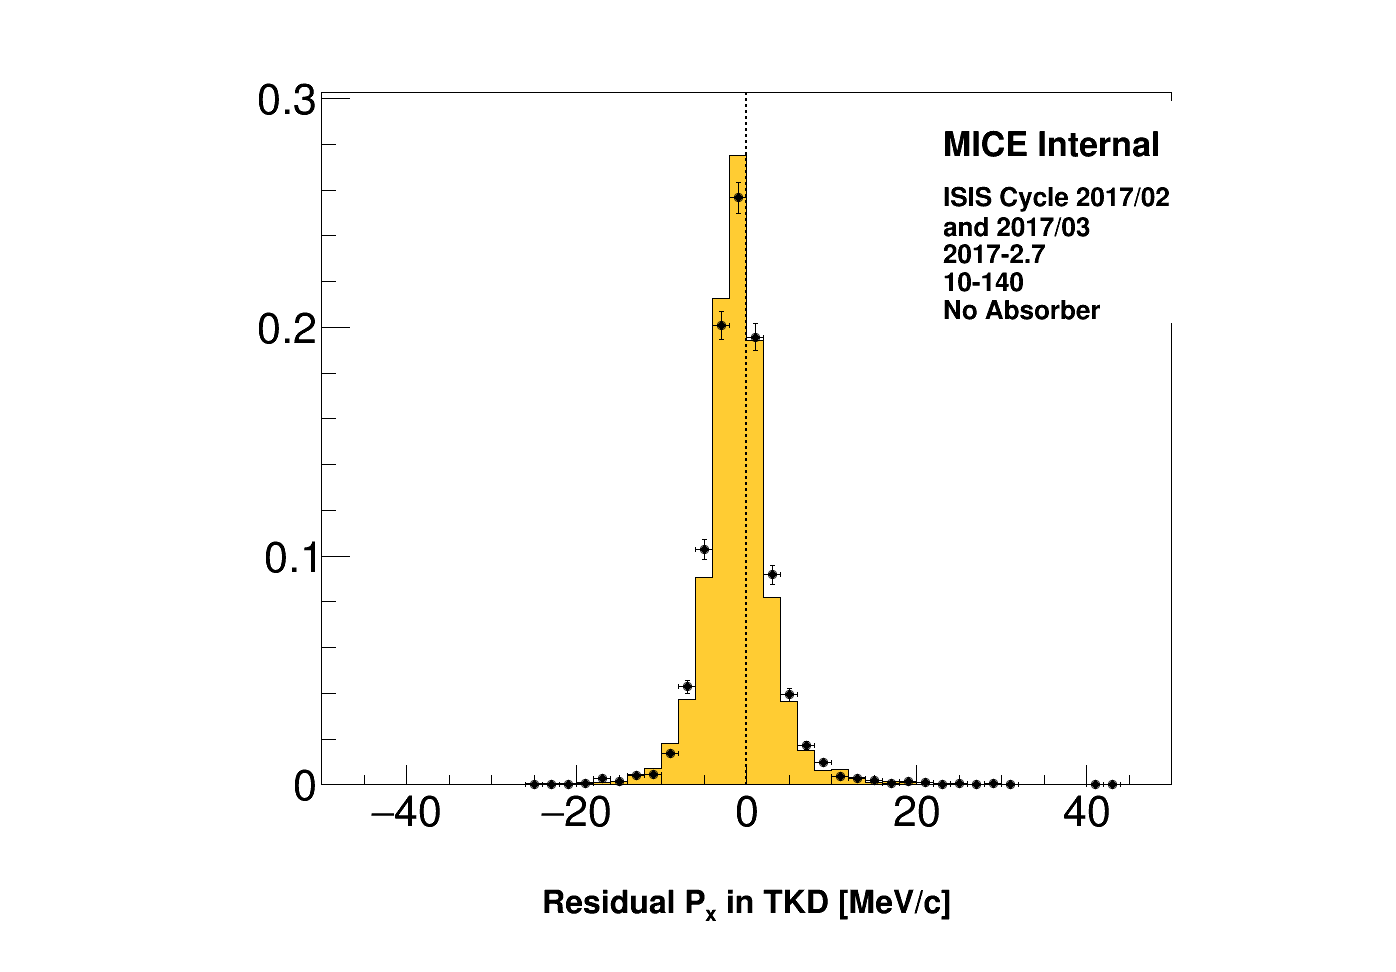 0.3
MICE Internal
ISIS Cycle 2017/02
and 2017/03
2017-2.7
10-140
No Absorber
0.2
0.1
0
−40 −20 0 20 40
Residual Px in TKD [MeV/c]